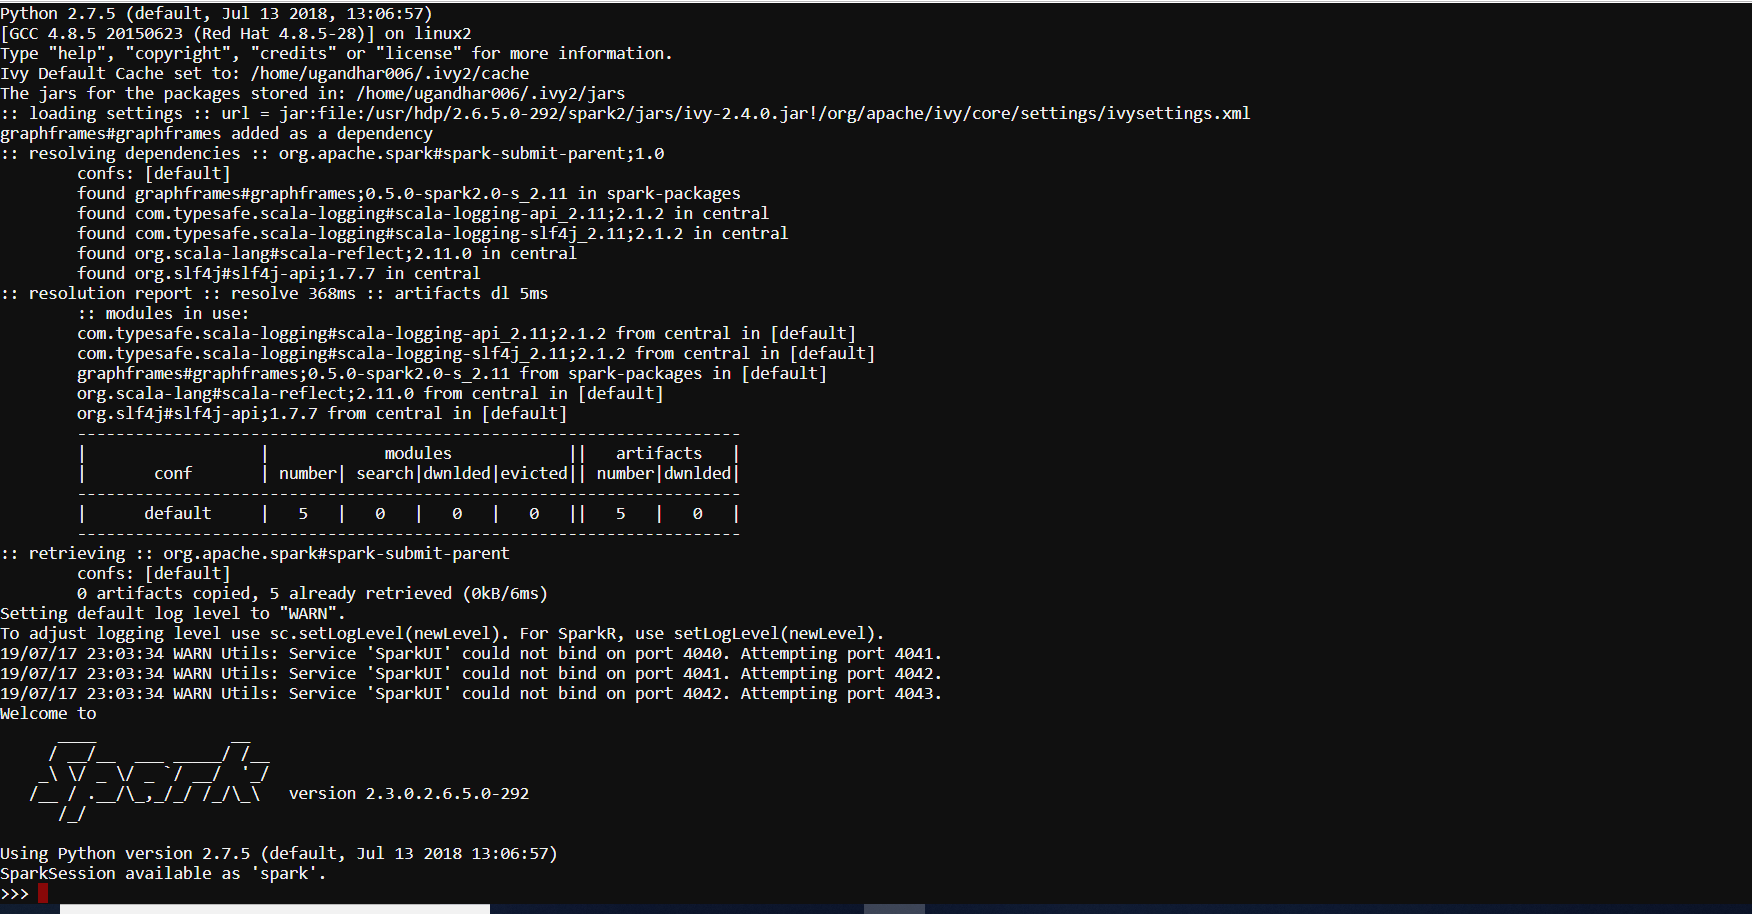 Python 2.7.5 (default, Jul 13 2018, 13:06:57)
[GCC 4.8.5 20150623 (Red Hat 4.8.5-28)] on linux2
Type "help", "copyright", "credits" or "license" for more information.
Ivy Default Cache set to: /home/ugandhar006/.ivy2/cache
The jars for the packages stored in: /home/ugandhar006/.ivy2/jars
:: loading settings :: url = jar:file:/usr/hdp/2.6.5.0-292/spark2/jars/ivy-2.4.0.jar!/org/apache/ivy/core/settings/ivysettings.xml
graphframes#graphframes added as a dependency
:: resolving dependencies :: org.apache.spark#spark-submit-parent;1.0
        confs: [default]
        found graphframes#graphframes;0.5.0-spark2.0-s_2.11 in spark-packages
        found com.typesafe.scala-logging#scala-logging-api_2.11;2.1.2 in central
        found com.typesafe.scala-logging#scala-logging-slf4j_2.11;2.1.2 in central
        found org.scala-lang#scala-reflect;2.11.0 in central
        found org.slf4j#slf4j-api;1.7.7 in central
:: resolution report :: resolve 368ms :: artifacts dl 5ms
        :: modules in use:
        com.typesafe.scala-logging#scala-logging-api_2.11;2.1.2 from central in [default]
        com.typesafe.scala-logging#scala-logging-slf4j_2.11;2.1.2 from central in [default]
        graphframes#graphframes;0.5.0-spark2.0-s_2.11 from spark-packages in [default]
        org.scala-lang#scala-reflect;2.11.0 from central in [default]
        org.slf4j#slf4j-api;1.7.7 from central in [default]
        ---------------------------------------------------------------------
        |                  |            modules            ||   artifacts   |
        |       conf       | number| search|dwnlded|evicted|| number|dwnlded|
        ---------------------------------------------------------------------
        |      default     |   5   |   0   |   0   |   0   ||   5   |   0   |
        ---------------------------------------------------------------------
:: retrieving :: org.apache.spark#spark-submit-parent
        confs: [default]
        0 artifacts copied, 5 already retrieved (0kB/6ms)
Setting default log level to "WARN".
To adjust logging level use sc.setLogLevel(newLevel). For SparkR, use setLogLevel(newLevel).
19/07/17 23:03:34 WARN Utils: Service 'SparkUI' could not bind on port 4040. Attempting port 4041.
19/07/17 23:03:34 WARN Utils: Service 'SparkUI' could not bind on port 4041. Attempting port 4042.
19/07/17 23:03:34 WARN Utils: Service 'SparkUI' could not bind on port 4042. Attempting port 4043.
Welcome to
      ____              __
     / __/__  ___ _____/ /__
    _\ \/ _ \/ _ `/ __/  '_/
   /__ / .__/\_,_/_/ /_/\_\   version 2.3.0.2.6.5.0-292
      /_/
Using Python version 2.7.5 (default, Jul 13 2018 13:06:57)
SparkSession available as 'spark'.
>>>